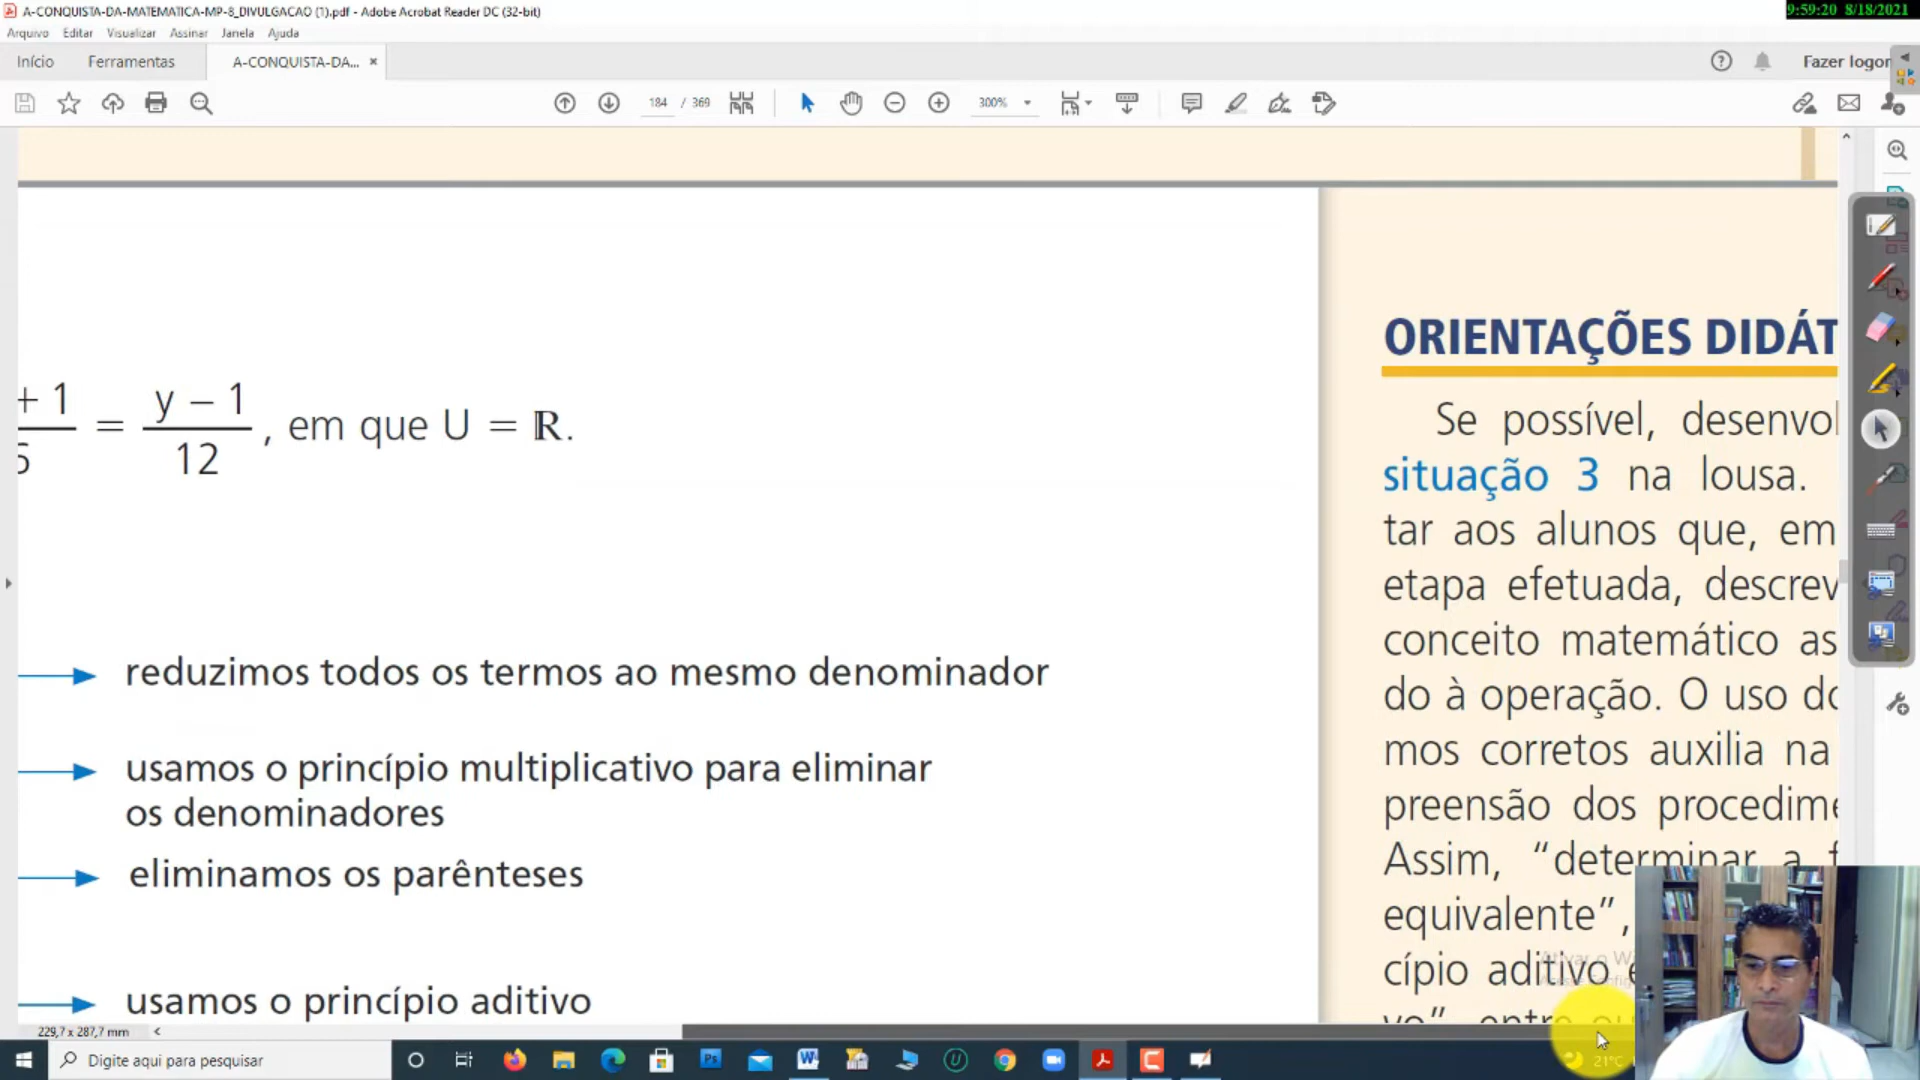 A-CONQUISTA-DA-MATEMATICA-MP-8_DIVULGACAO (1).pdf - Adobe Acrobat Reader DC (32-bit)
9:59:20 8/18/2021
Arquivo Editar Visualizar Assinar Janela Ajuda
Início Ferramentas A-CONQUISTA-DA... × Fazer logon
184 / 369 300%
ORIENTAÇÕES DIDÁT
+ 1 / 6 = y − 1 / 12 , em que U = ℝ.
Se possível, desenvol
situação 3 na lousa.
tar aos alunos que, em
etapa efetuada, descrev
conceito matemático as
do à operação. O uso do
mos corretos auxilia na
preensão dos procedime
Assim, “determinar a f
equivalente”,
cípio aditivo e
vo”, entre ou
reduzimos todos os termos ao mesmo denominador
usamos o princípio multiplicativo para eliminar
os denominadores
eliminamos os parênteses
usamos o princípio aditivo
229,7 x 287,7 mm
Digite aqui para pesquisar
21°C